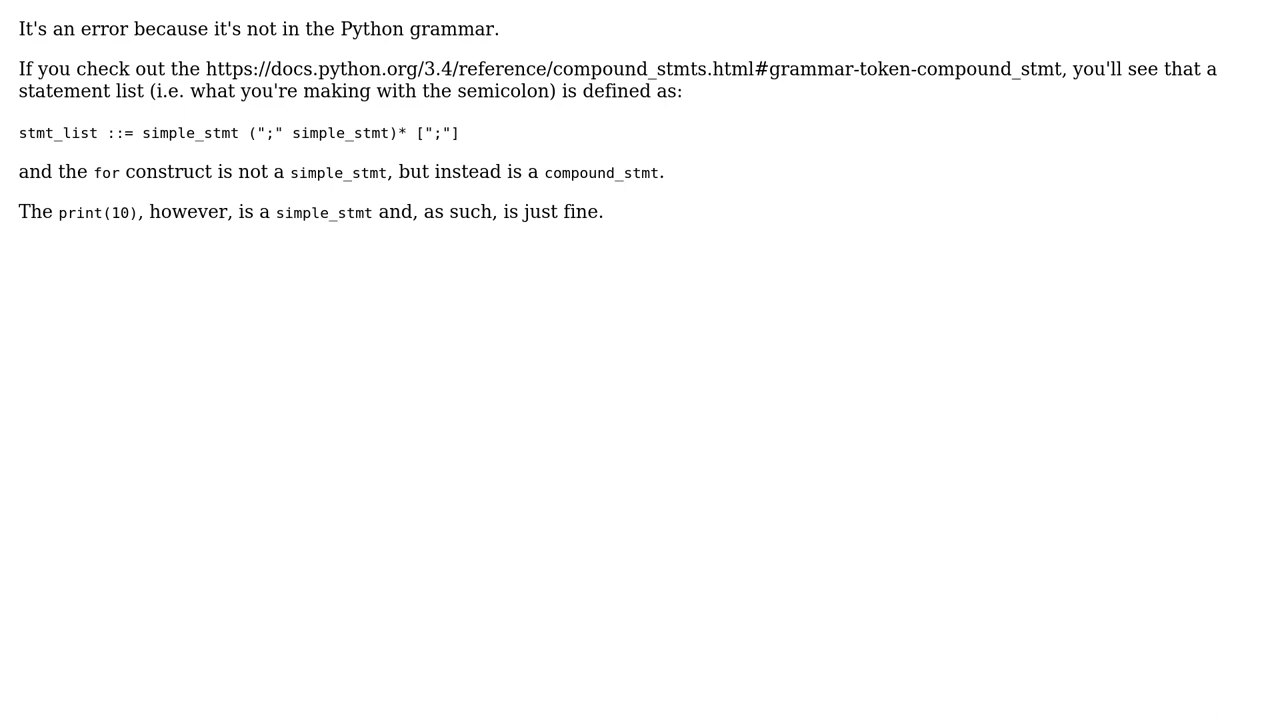 It's an error because it's not in the Python grammar.
If you check out the https://docs.python.org/3.4/reference/compound_stmts.html#grammar-token-compound_stmt, you'll see that a
statement list (i.e. what you're making with the semicolon) is defined as:
stmt_list ::= simple_stmt (";" simple_stmt)* [";"]
and the for construct is not a simple_stmt, but instead is a compound_stmt.
The print(10), however, is a simple_stmt and, as such, is just fine.